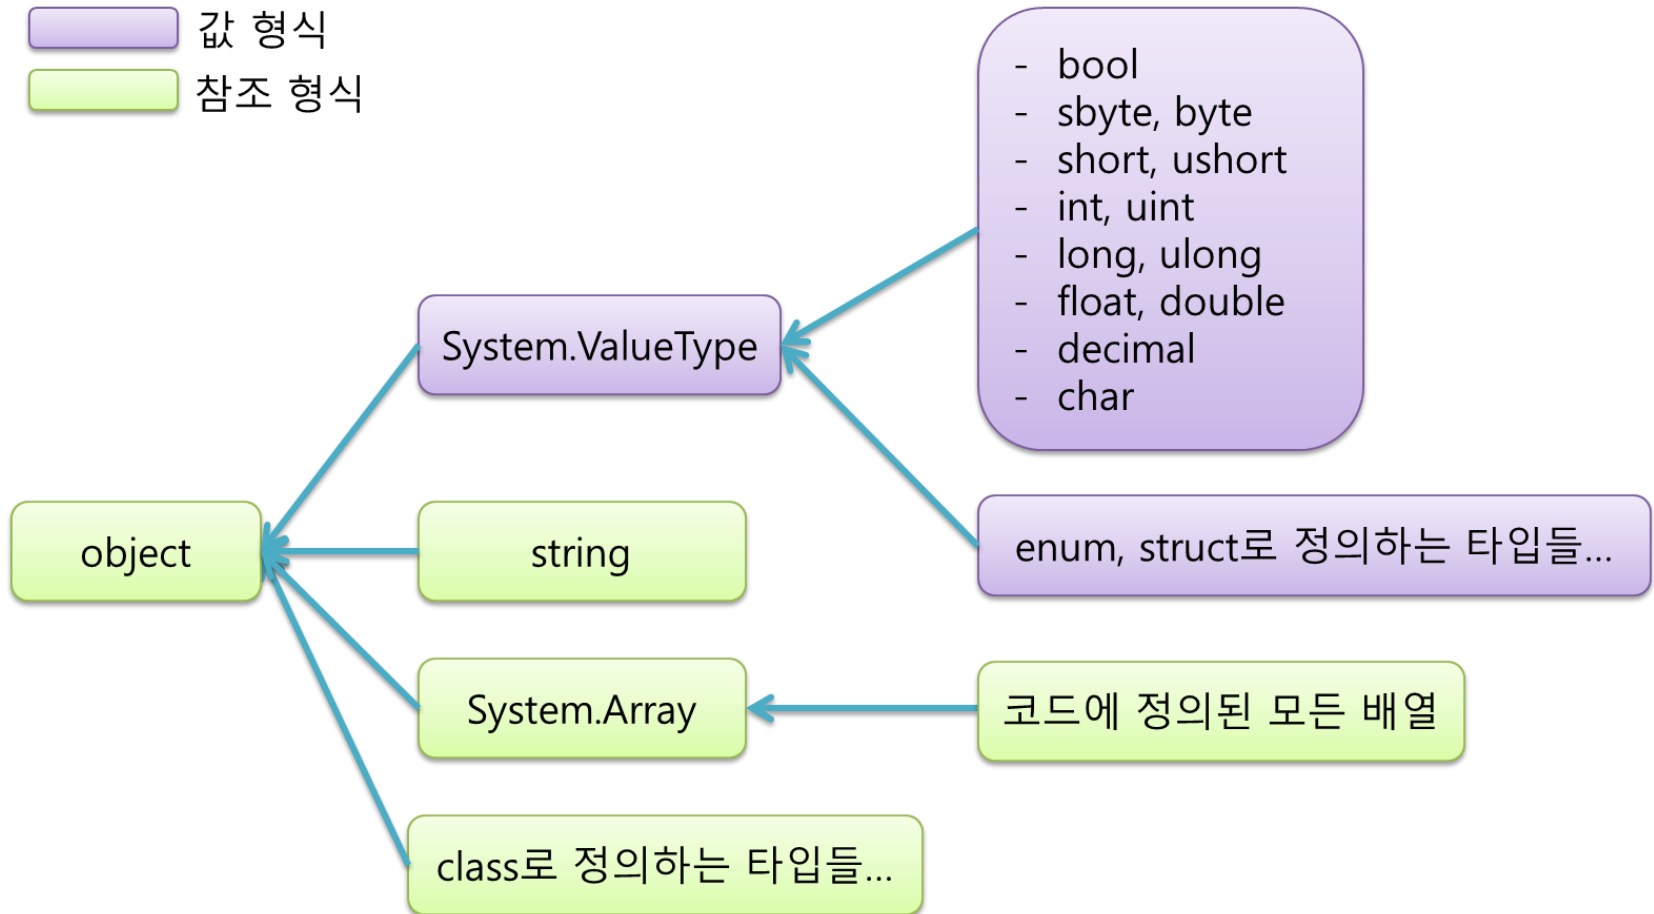 값 형식
참조 형식
- bool
- sbyte, byte
- short, ushort
- int, uint
- long, ulong
- float, double
- decimal
- char
System.ValueType
enum, struct로 정의하는 타입들...
object
string
System.Array
코드에 정의된 모든 배열
class로 정의하는 타입들...